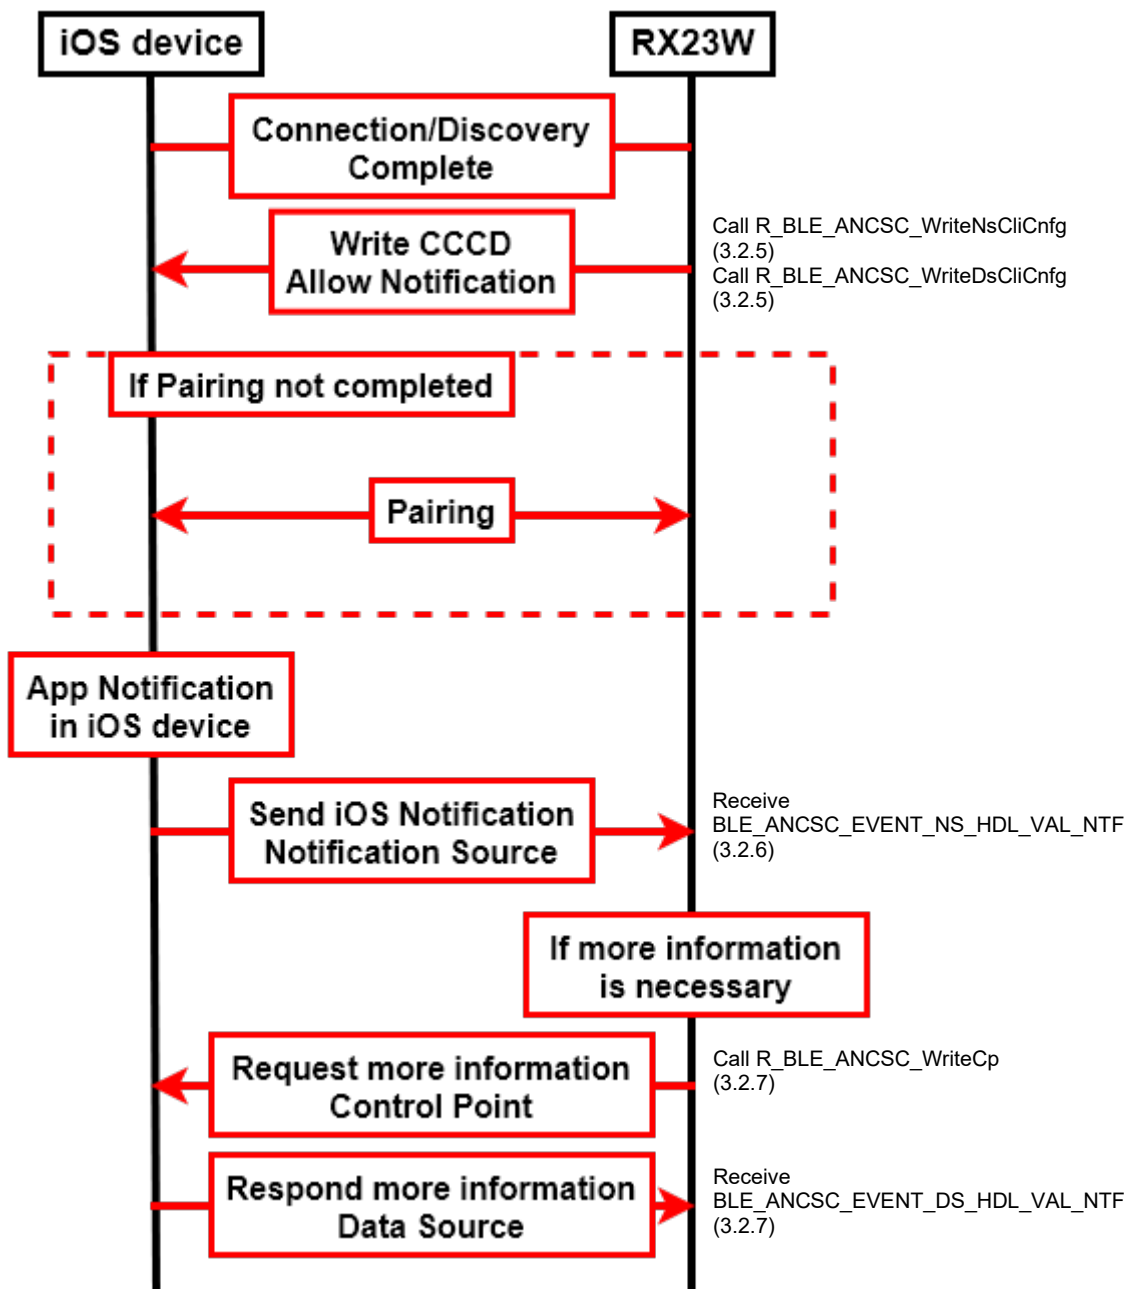 iOS device
RX23W
Connection/Discovery
Complete
Write CCCD
Allow Notification
Call R_BLE_ANCSC_WriteNsCliCnfg
(3.2.5)
Call R_BLE_ANCSC_WriteDsCliCnfg
(3.2.5)
If Pairing not completed
Pairing
App Notification
in iOS device
Send iOS Notification
Notification Source
Receive
BLE_ANCSC_EVENT_NS_HDL_VAL_NTF
(3.2.6)
If more information
is necessary
Request more information
Control Point
Call R_BLE_ANCSC_WriteCp
(3.2.7)
Respond more information
Data Source
Receive
BLE_ANCSC_EVENT_DS_HDL_VAL_NTF
(3.2.7)